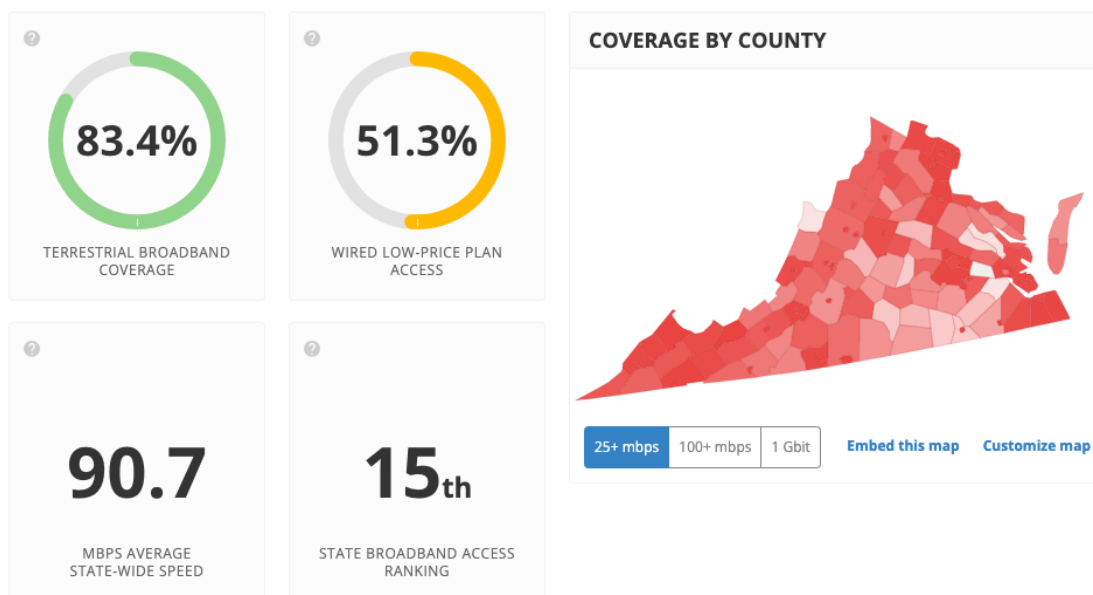 ?
83.4%
TERRESTRIAL BROADBAND
COVERAGE
?
51.3%
WIRED LOW-PRICE PLAN
ACCESS
?
90.7
MBPS AVERAGE
STATE-WIDE SPEED
?
15th
STATE BROADBAND ACCESS
RANKING
COVERAGE BY COUNTY
25+ mbps 100+ mbps 1 Gbit Embed this map Customize map